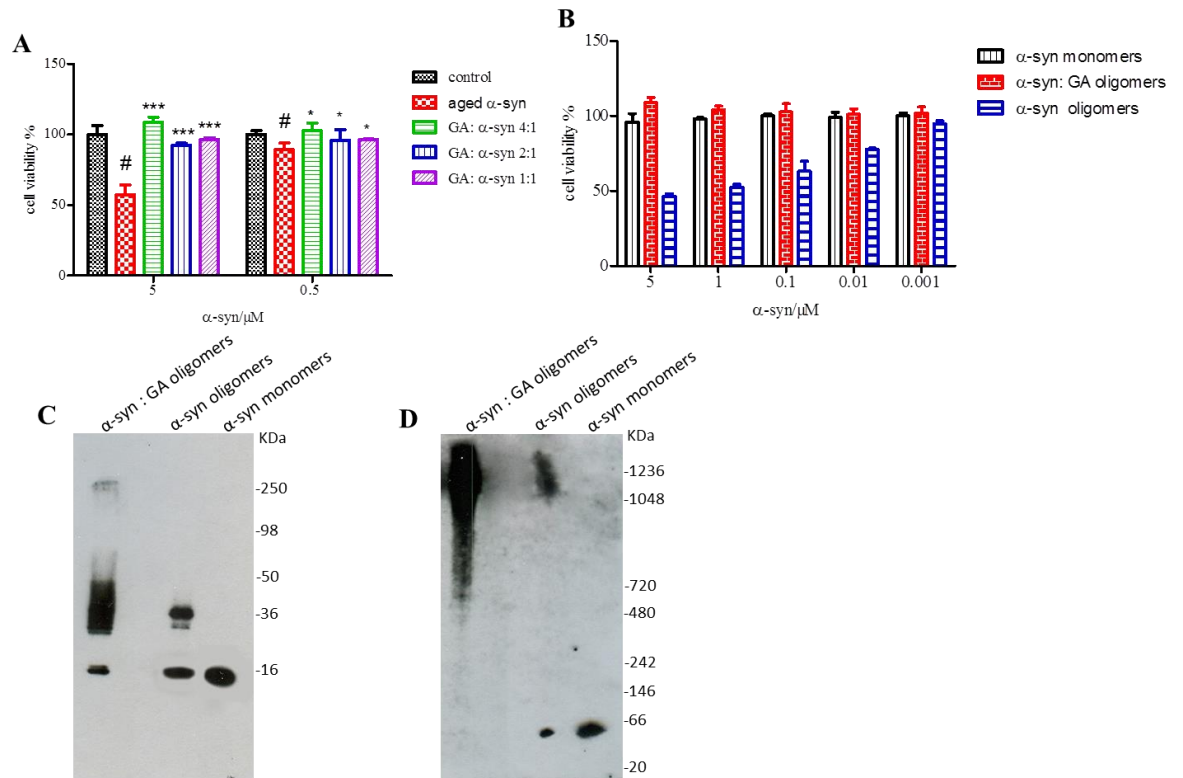 A
150
100
50
0
cell viability %
***
#
***
***
#
*
*
*
5
0.5
α-syn/μM
control
aged α-syn
GA: α-syn 4:1
GA: α-syn 2:1
GA: α-syn 1:1
B
150
100
50
0
cell viability %
5
1
0.1
0.01
0.001
α-syn/μM
α-syn monomers
α-syn: GA oligomers
α-syn oligomers
C
α-syn : GA oligomers
α-syn oligomers
α-syn monomers
KDa
-250
-98
-50
-36
-16
D
α-syn : GA oligomers
α-syn oligomers
α-syn monomers
KDa
-1236
-1048
-720
-480
-242
-146
-66
-20